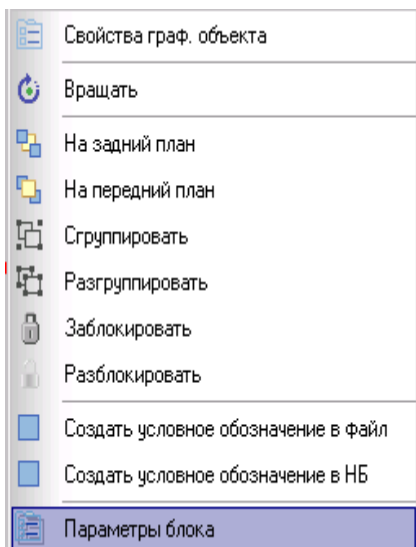 Свойства граф. объекта
Вращать
На задний план
На передний план
Сгруппировать
Разгруппировать
Заблокировать
Разблокировать
Создать условное обозначение в файл
Создать условное обозначение в НБ
Параметры блока